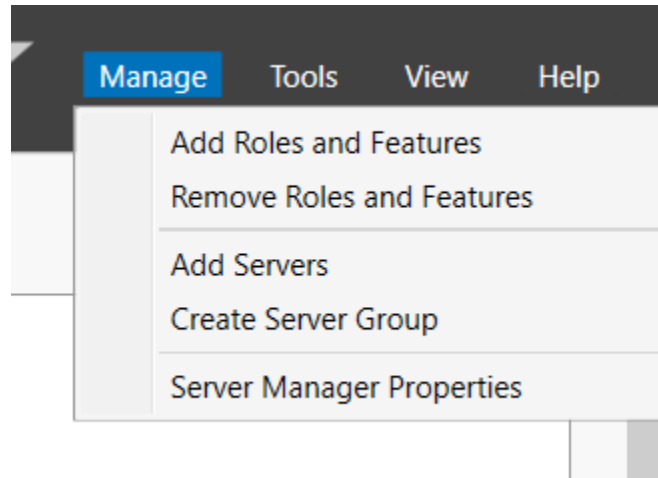 Manage Tools View Help
Add Roles and Features
Remove Roles and Features
Add Servers
Create Server Group
Server Manager Properties